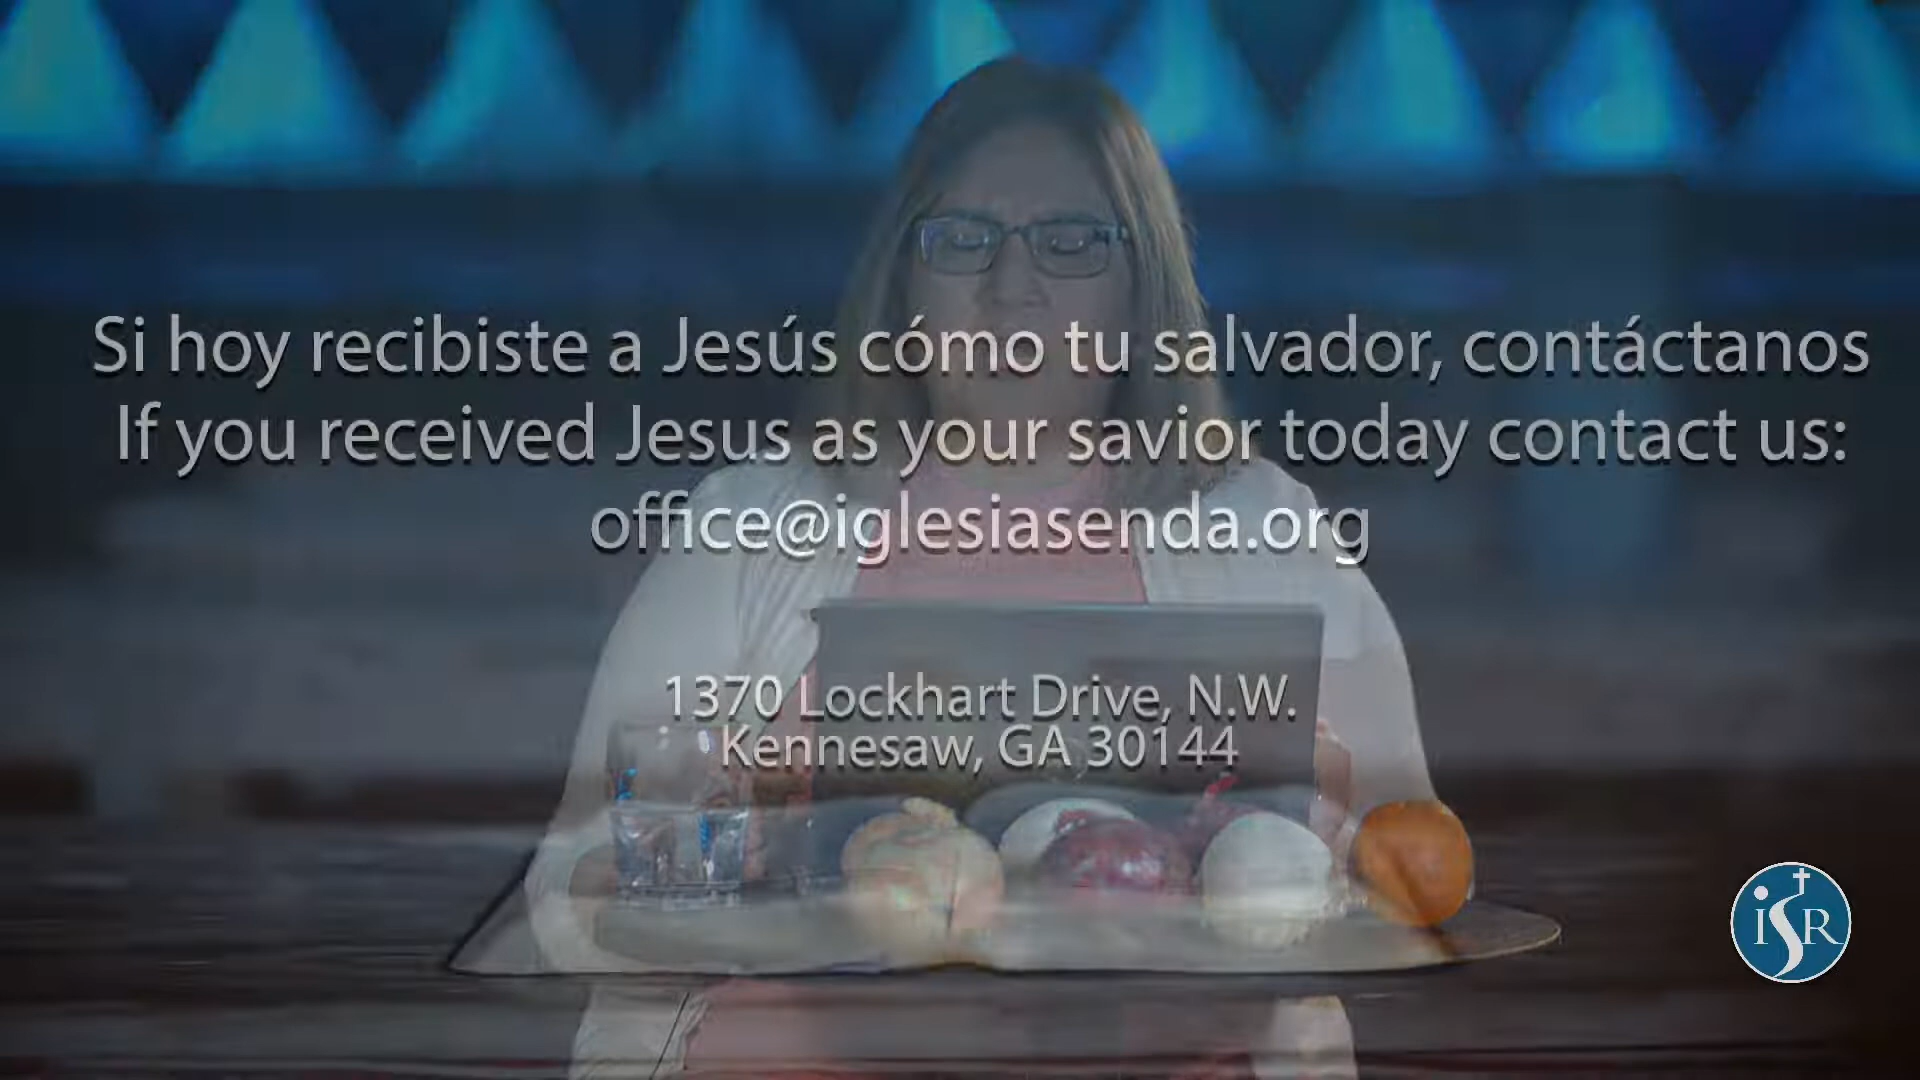 Si hoy recibiste a Jesús cómo tu salvador, contáctanos
If you received Jesus as your savior today contact us:
office@iglesiasenda.org
1370 Lockhart Drive, N.W.
Kennesaw, GA 30144
iSR